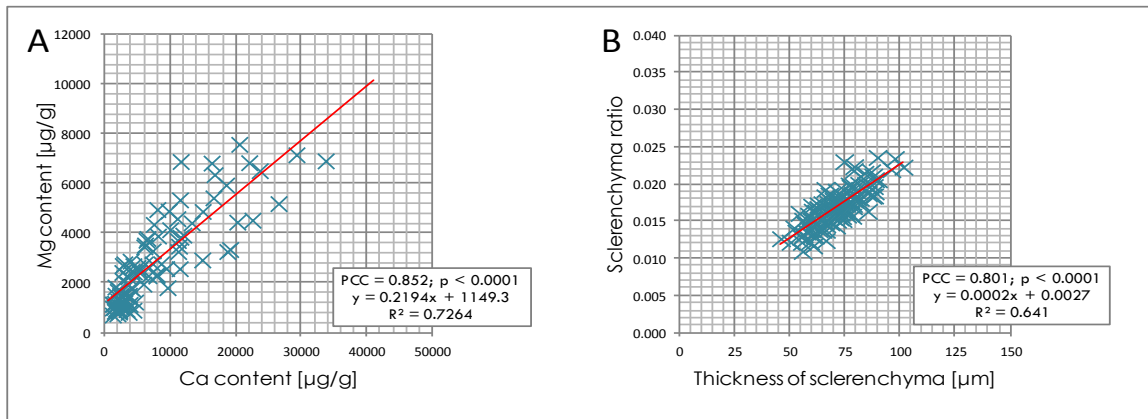 A
12000
10000
8000
6000
4000
2000
0
Mgcontent [µg/g]
0 10000 20000 30000 40000 50000
Ca content [µg/g]
PCC = 0.852; p < 0.0001
y = 0.2194x + 1149.3
R² = 0.7264
B
0.040
0.035
0.030
0.025
0.020
0.015
0.010
0.005
0.000
Sclerenchyma ratio
0 25 50 75 100 125 150
Thickness of sclerenchyma [µm]
PCC = 0.801; p < 0.0001
y = 0.0002x + 0.0027
R² = 0.641